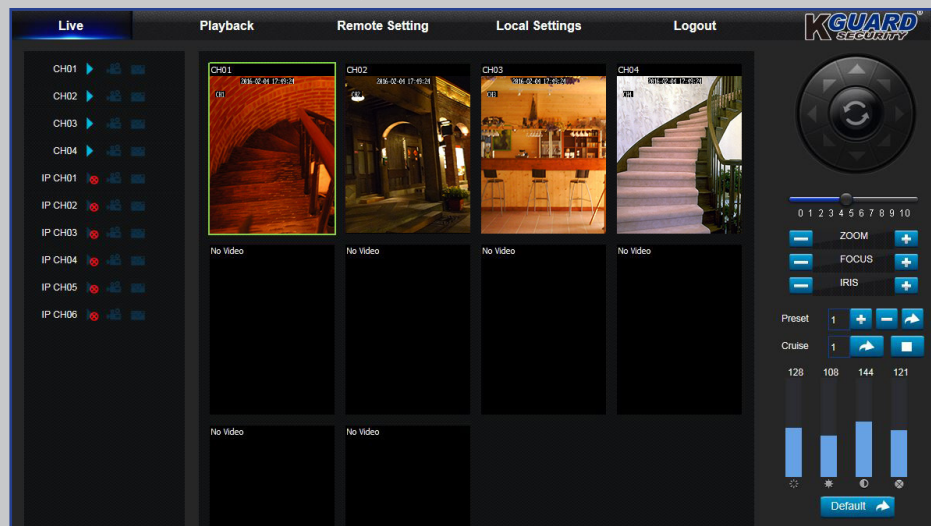 Live Playback Remote Setting Local Settings Logout
KGUARD®
SECURITY
CH01
CH02
CH03
CH04
IP CH01
IP CH02
IP CH03
IP CH04
IP CH05
IP CH06
CH01 CH02 CH03 CH04
2016-02-04 17:49:24 2016-02-04 17:49:24 2016-02-04 17:49:24 2016-02-04 17:49:24
CH1 CH2 CH3 CH4
No Video No Video No Video No Video
No Video No Video
0 1 2 3 4 5 6 7 8 9 10
ZOOM
FOCUS
IRIS
Preset 1
Cruise 1
128 108 144 121
Default